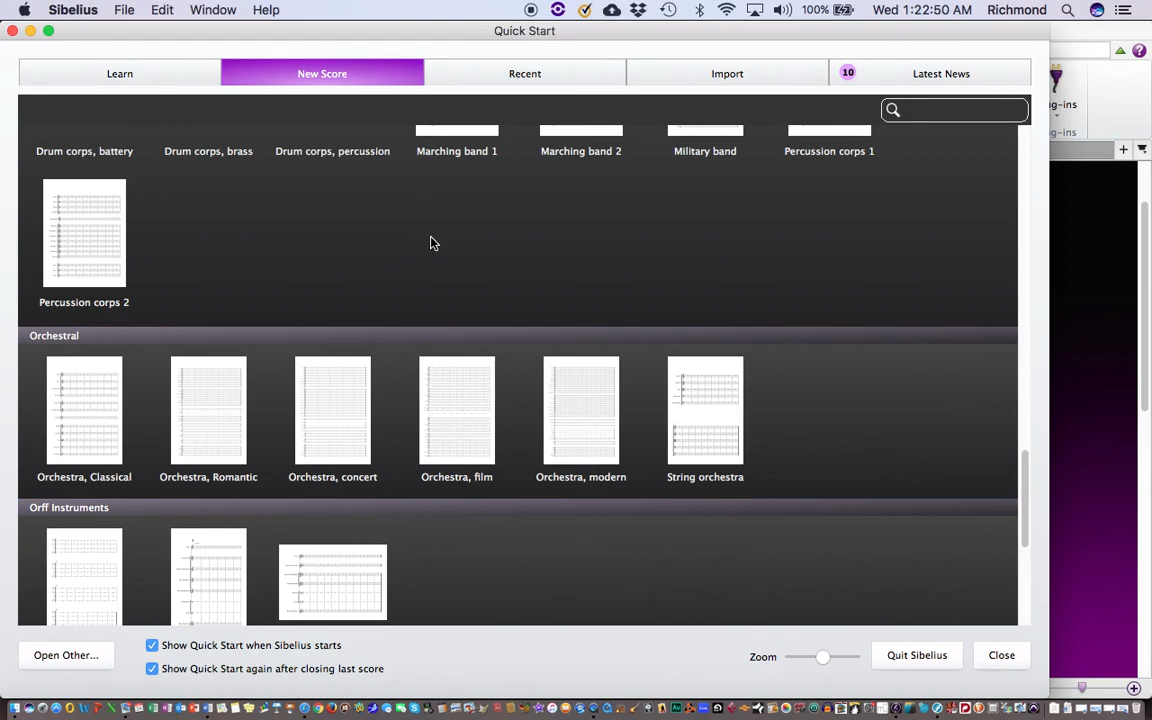 Sibelius File Edit Window Help 100% Wed 1:22:50 AM Richmond
Quick Start
Learn New Score Recent Import 10 Latest News
g-ins
Drum corps, battery Drum corps, brass Drum corps, percussion Marching band 1 Marching band 2 Military band Percussion corps 1
ng-ins
Percussion corps 2
Orchestral
Orchestra, Classical Orchestra, Romantic Orchestra, concert Orchestra, film Orchestra, modern String orchestra
Orff Instruments
Show Quick Start when Sibelius starts
Open Other... Zoom Quit Sibelius Close
Show Quick Start again after closing last score